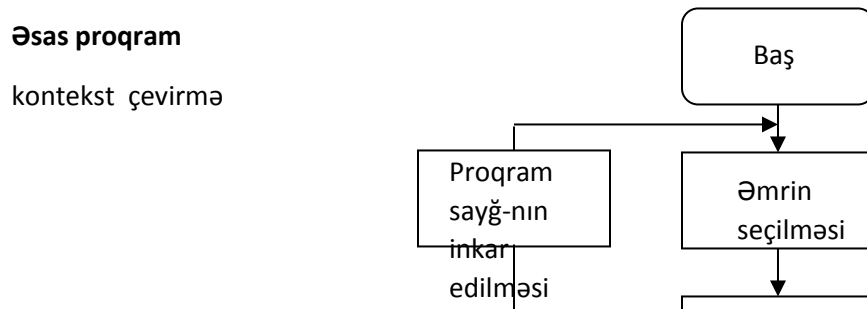 Əsas proqram
kontekst çevirmə
Baş
Proqram
sayğ-nın
inkar
edilməsi
Əmrin
seçilməsi